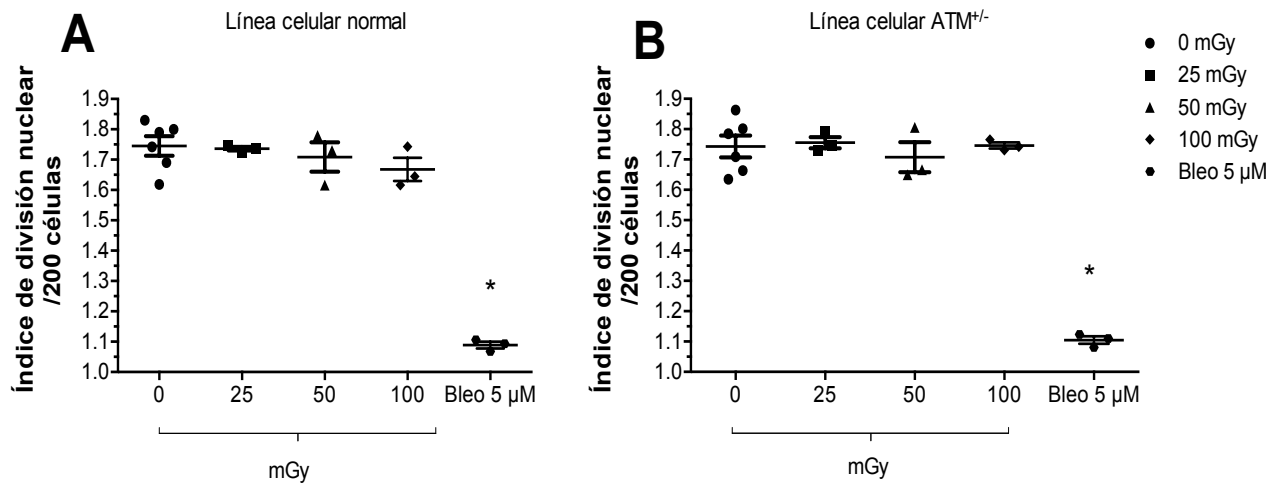 A
Línea celular normal
Índice de división nuclear
/200 células
1.9
1.8
1.7
1.6
1.5
1.4
1.3
1.2
1.1
1.0
*
0
25
50
100
Bleo 5 µM
mGy
B
Línea celular ATM+/-
Índice de división nuclear
/200 células
1.9
1.8
1.7
1.6
1.5
1.4
1.3
1.2
1.1
1.0
*
0
25
50
100
Bleo 5 µM
mGy
0 mGy
25 mGy
50 mGy
100 mGy
Bleo 5 µM